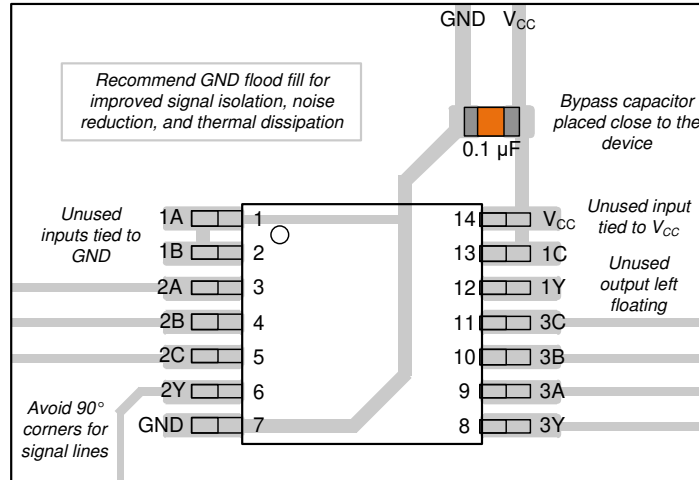 GND V_CC
Recommend GND flood fill for
improved signal isolation, noise
reduction, and thermal dissipation
Bypass capacitor
placed close to the
device
0.1 µF
Unused
inputs tied to
GND
1A 1 14 V_CC
1B 2 13 1C
2A 3 12 1Y
2B 4 11 3C
2C 5 10 3B
2Y 6 9 3A
GND 7 8 3Y
Unused input
tied to V_CC
Unused
output left
floating
Avoid 90°
corners for
signal lines